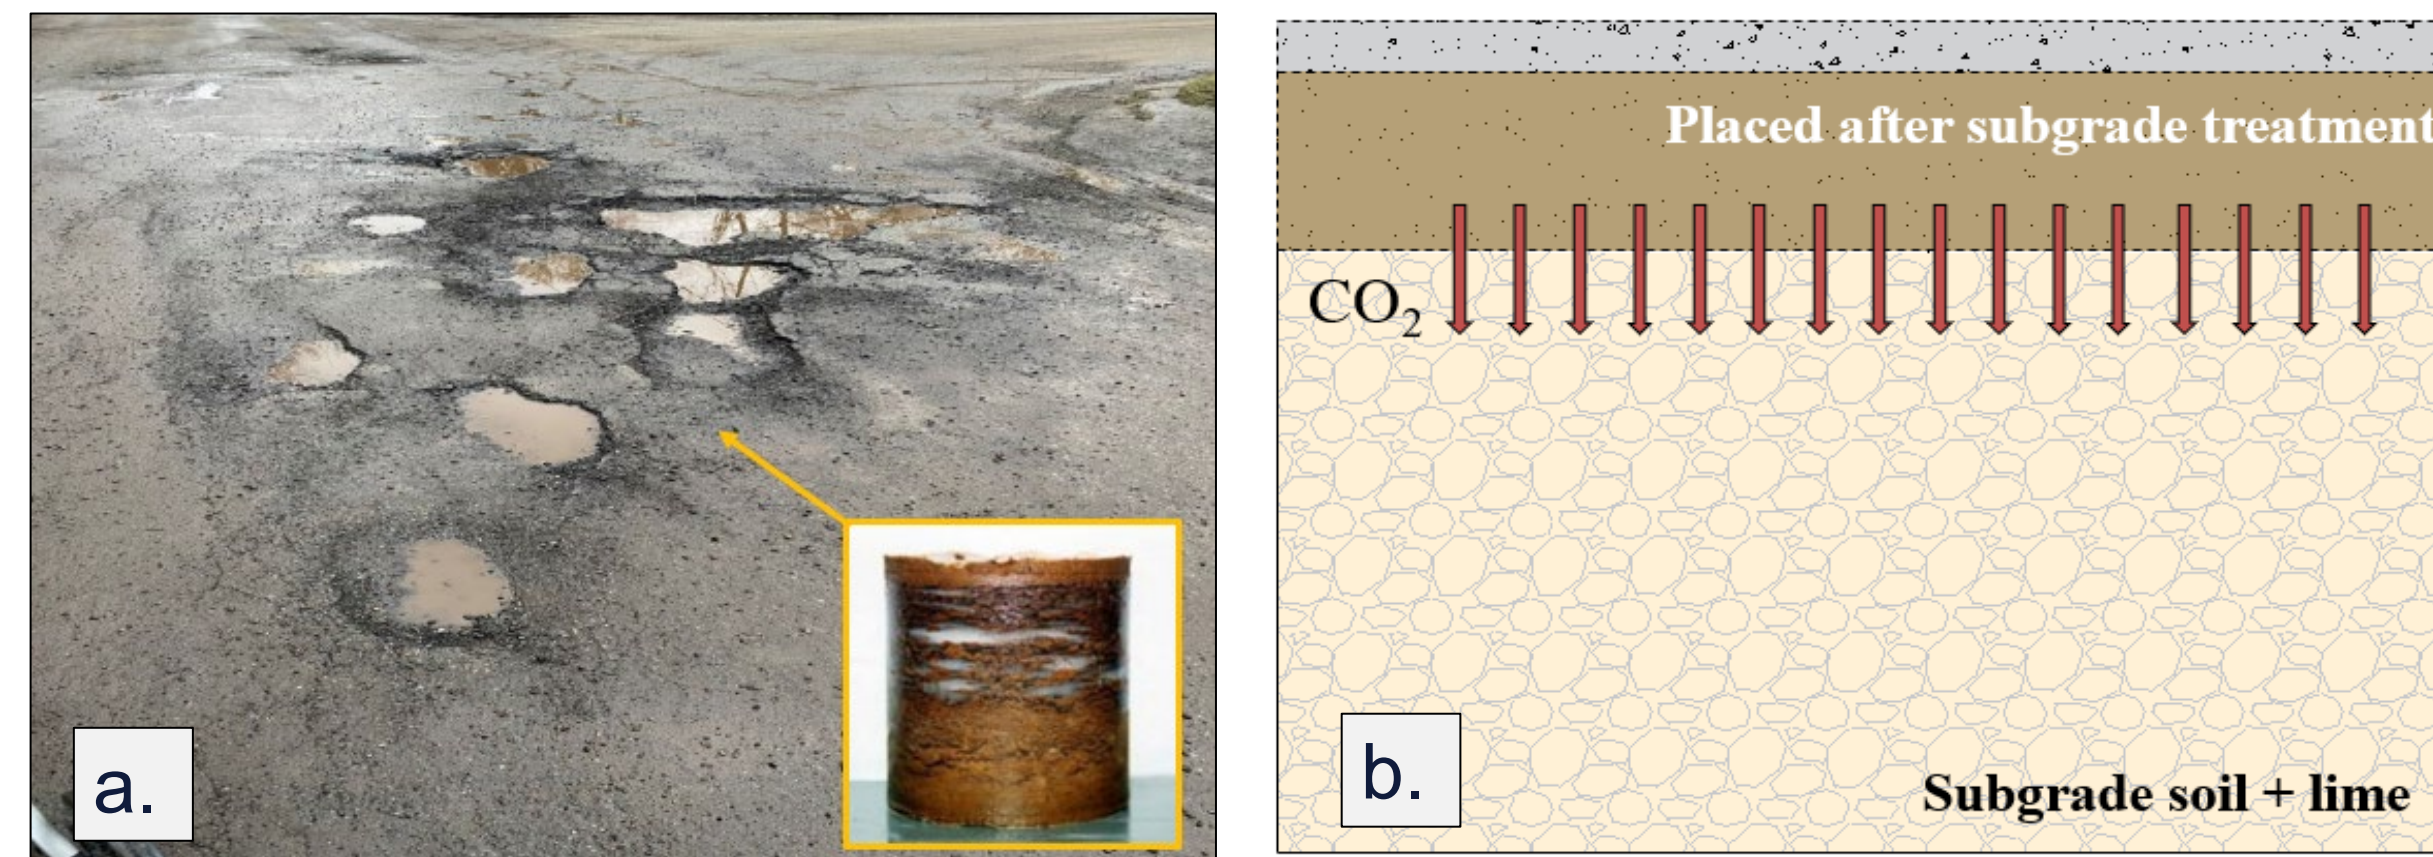 a.
Placed after subgrade treatment
CO₂
b.
Subgrade soil + lime